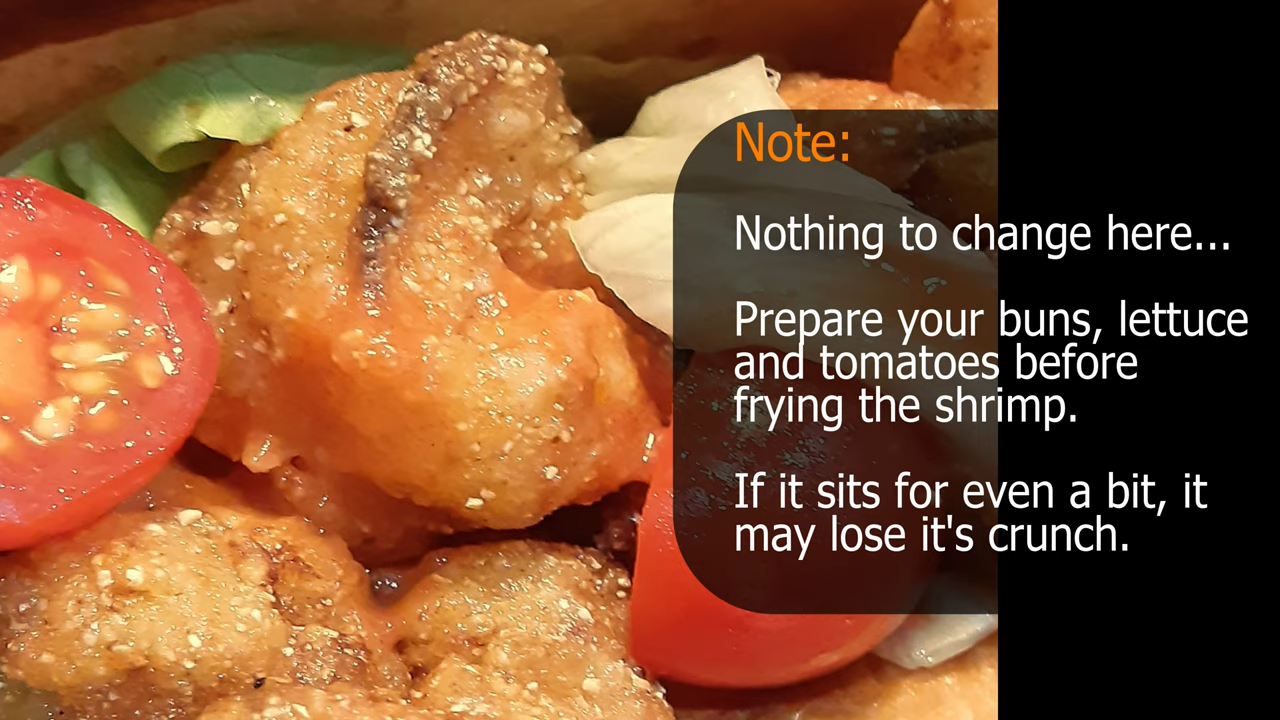 Note:
Nothing to change here...
Prepare your buns, lettuce
and tomatoes before
frying the shrimp.
If it sits for even a bit, it
may lose it's crunch.